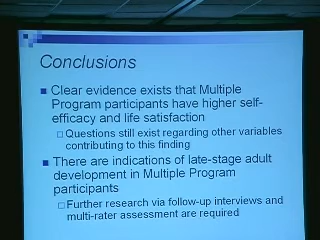 Conclusions
Clear evidence exists that Multiple
Program participants have higher self-
efficacy and life satisfaction
Questions still exist regarding other variables
contributing to this finding
There are indications of late-stage adult
development in Multiple Program
participants
Further research via follow-up interviews and
multi-rater assessment are required